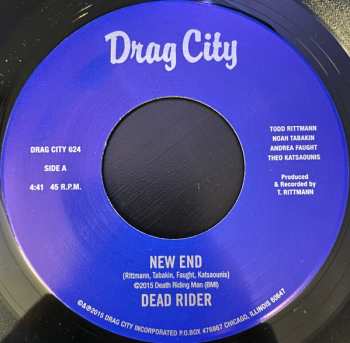 Drag City
DRAG CITY 624
SIDE A
4:41 45 R.P.M.
TODD RITTMANN
NOAH TABAKIN
ANDREA FAUGHT
THEO KATSAOUNIS
Produced
& Recorded by
T. RITTMANN
NEW END
(Rittmann, Tabakin, Faught, Katsaounis)
©2015 Death Riding Man (BMI)
DEAD RIDER
©&℗2015 DRAG CITY INCORPORATED P.O.BOX 476867 CHICAGO, ILLINOIS 60647